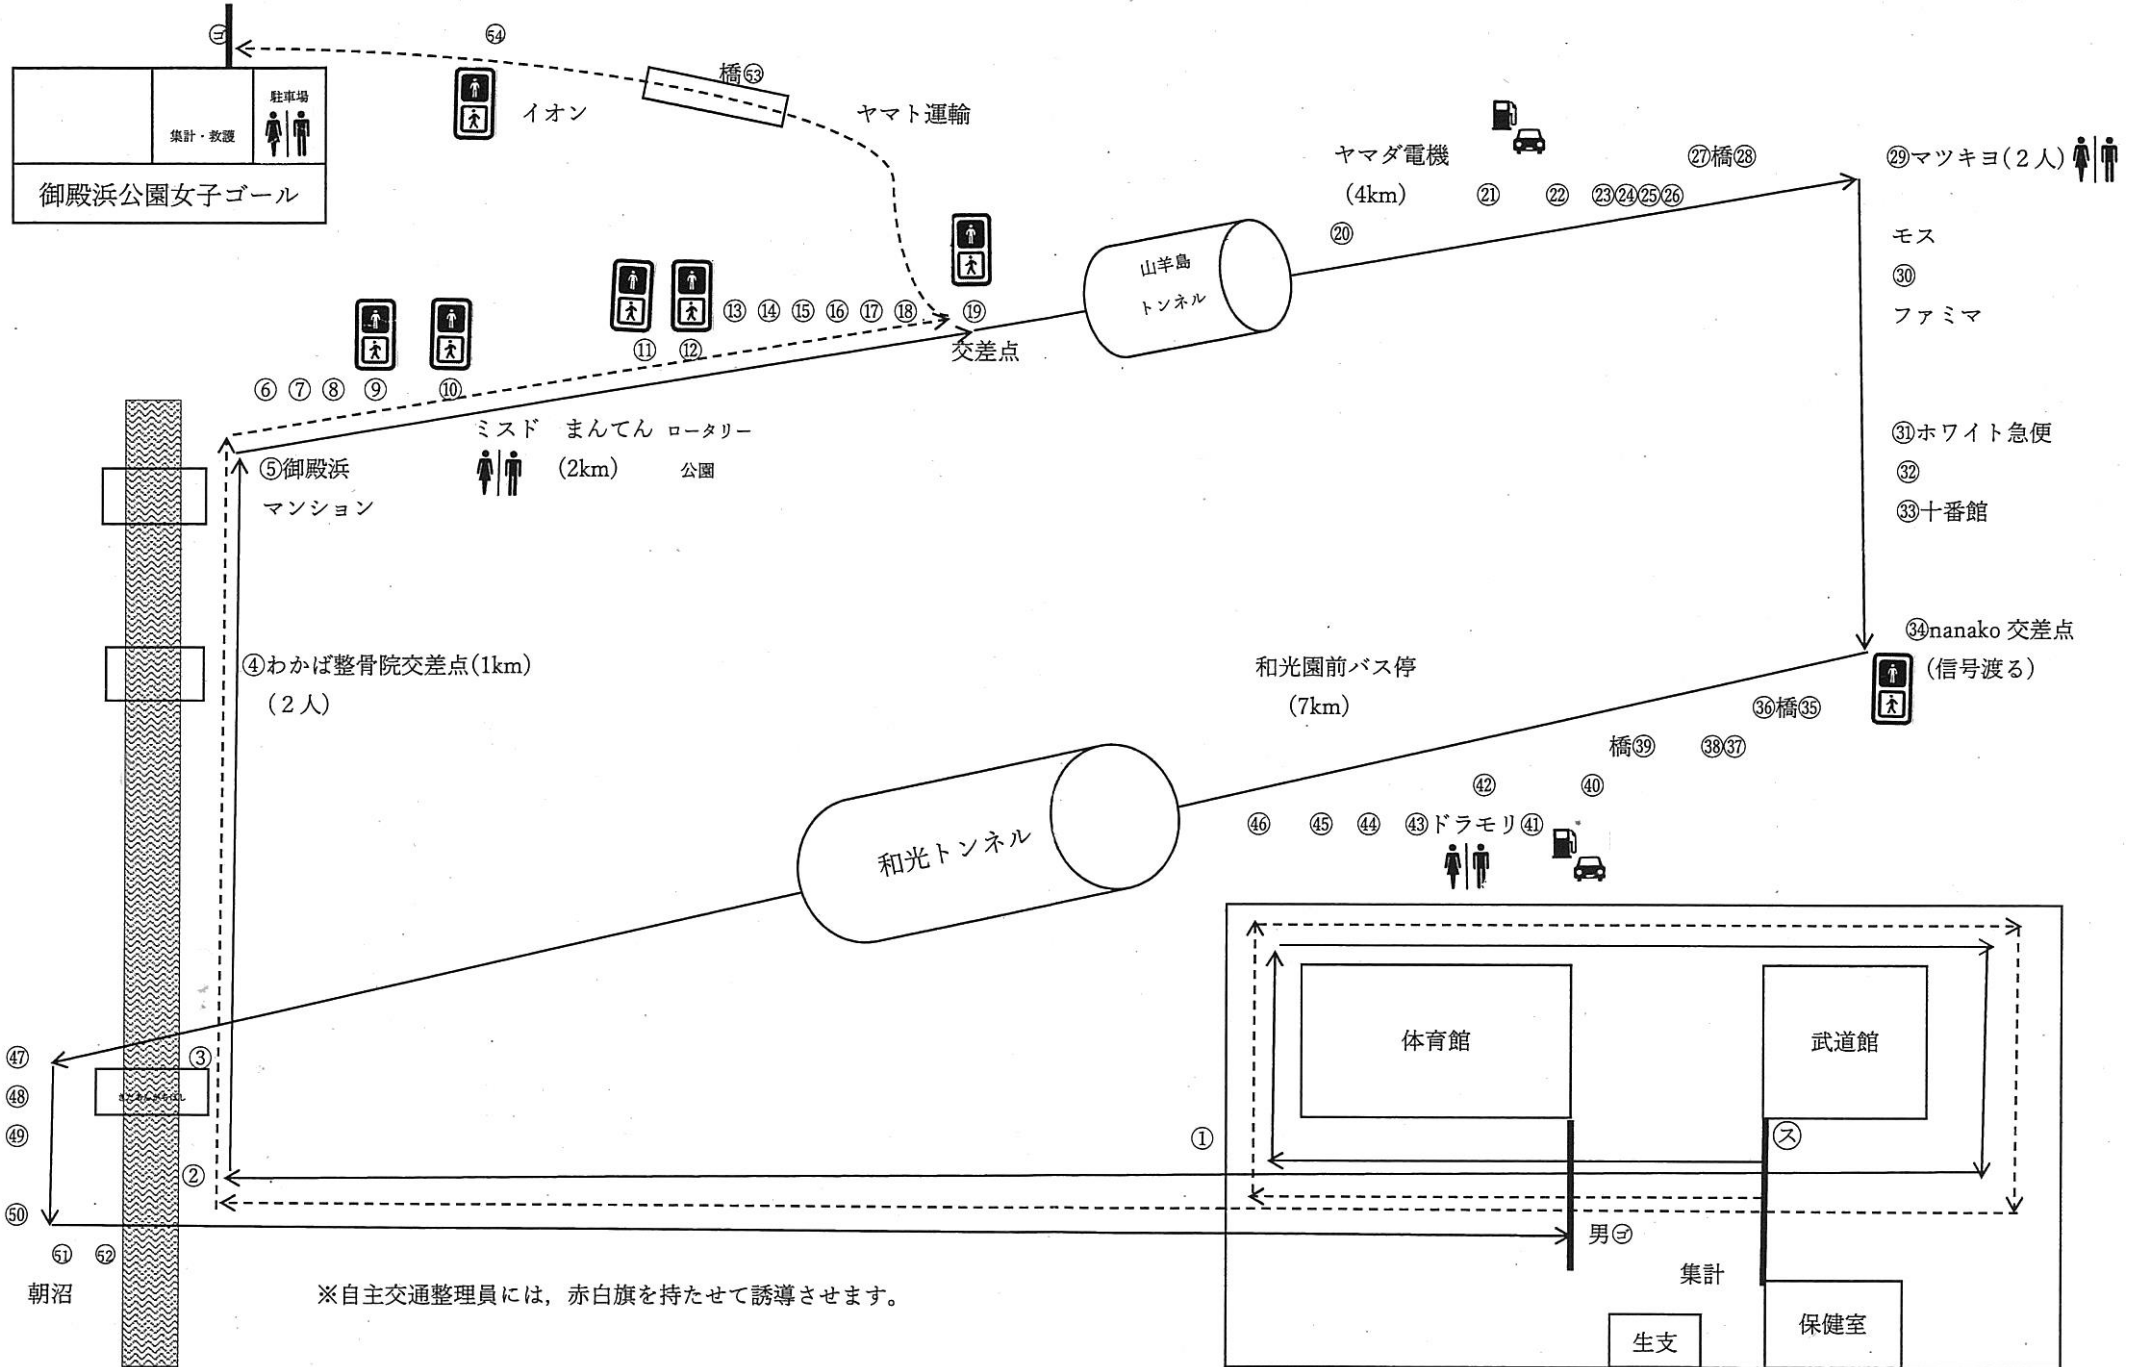 ㋙
54
橋53
イオン
ヤマト運輸
駐車場
集計・救護
御殿浜公園女子ゴール
ヤマダ電機
(4km)
⑳
㉑
㉒
㉓㉔㉕㉖
㉗橋㉘
㉙マツキヨ(2人)
モス
㉚
ファミマ
山羊島
トンネル
⑥ ⑦ ⑧ ⑨ ⑩
⑪ ⑫
⑬ ⑭ ⑮ ⑯ ⑰ ⑱ ⑲
交差点
ミスド まんてん ロータリー
(2km) 公園
⑤御殿浜
マンション
㉛ホワイト急便
㉜
㉝十番館
④わかば整骨院交差点(1km)
(2人)
和光園前バス停
(7km)
㉞nanako 交差点
(信号渡る)
㊱橋㉟
橋㊴ ㊳㊲
㊷ ㊵
㊻ ㊺ ㊹ ㊸ドラモリ㊶
和光トンネル
㊼
③
㊽
㊾
②
㊿
51 52
朝沼
①
体育館
武道館
㋜
男㋙
集計
保健室
生支
※自主交通整理員には，赤白旗を持たせて誘導させます。